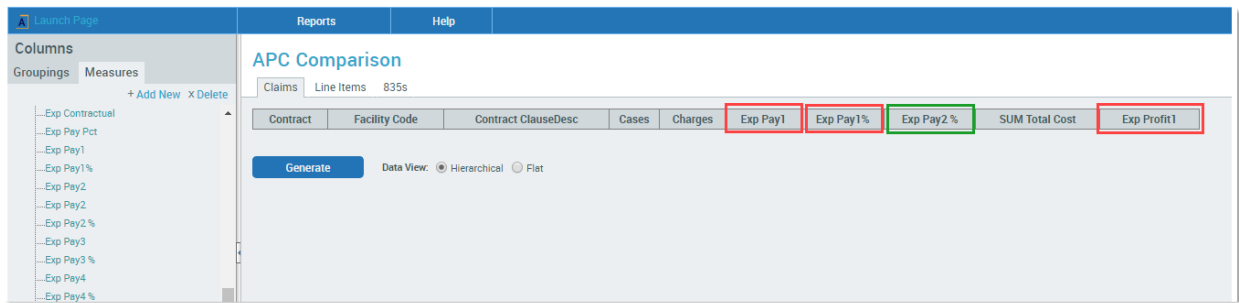 Launch Page
Reports
Help
Columns
Groupings Measures
+ Add New x Delete
Exp Contractual
Exp Pay Pct
Exp Pay1
Exp Pay1%
Exp Pay2
Exp Pay2
Exp Pay2 %
Exp Pay3
Exp Pay3 %
Exp Pay4
Exp Pay4 %
APC Comparison
Claims Line Items 835s
Contract Facility Code Contract ClauseDesc Cases Charges Exp Pay1 Exp Pay1% Exp Pay2 % SUM Total Cost Exp Profit1
Generate Data View: Hierarchical Flat